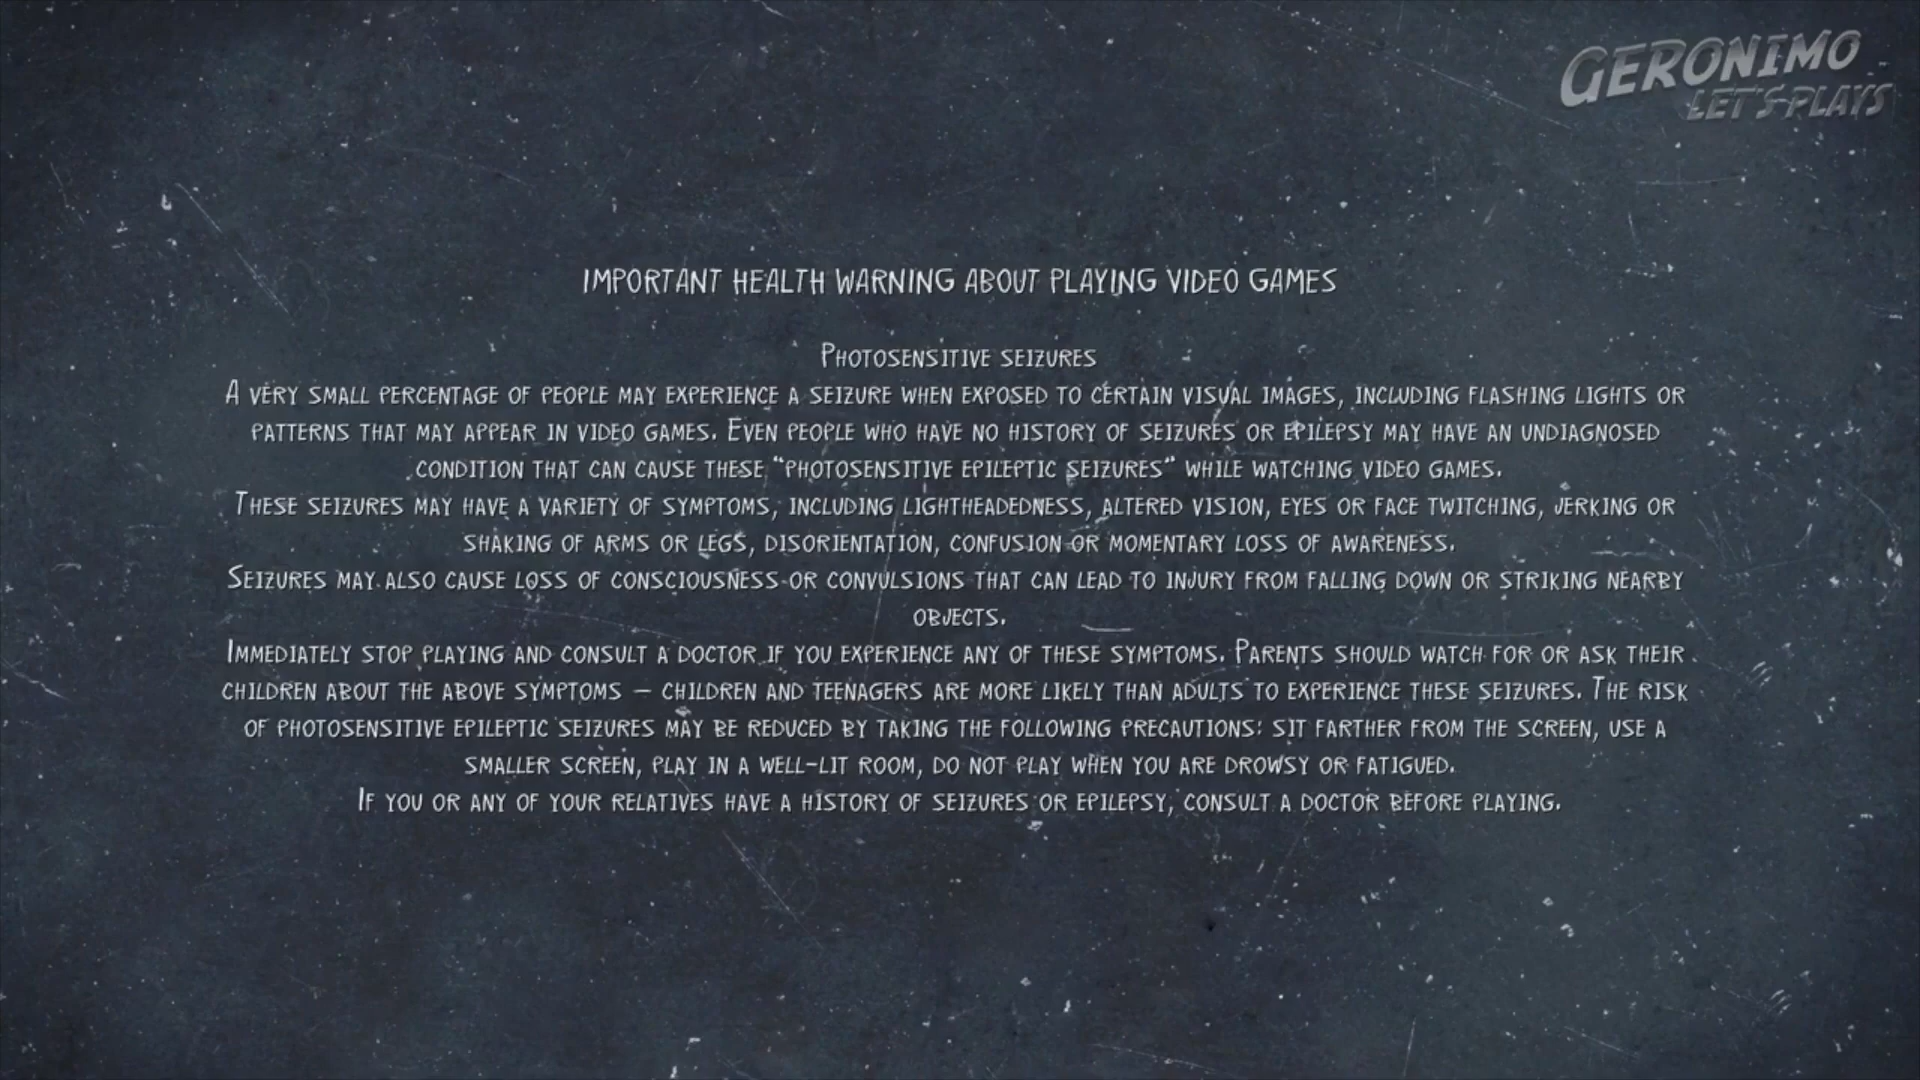 GERONIMO
LET'S-PLAYS
IMPORTANT HEALTH WARNING ABOUT PLAYING VIDEO GAMES
PHOTOSENSITIVE SEIZURES
A VERY SMALL PERCENTAGE OF PEOPLE MAY EXPERIENCE A SEIZURE WHEN EXPOSED TO CERTAIN VISUAL IMAGES, INCLUDING FLASHING LIGHTS OR
PATTERNS THAT MAY APPEAR IN VIDEO GAMES. EVEN PEOPLE WHO HAVE NO HISTORY OF SEIZURES OR EPILEPSY MAY HAVE AN UNDIAGNOSED
CONDITION THAT CAN CAUSE THESE "PHOTOSENSITIVE EPILEPTIC SEIZURES" WHILE WATCHING VIDEO GAMES.
THESE SEIZURES MAY HAVE A VARIETY OF SYMPTOMS, INCLUDING LIGHTHEADEDNESS, ALTERED VISION, EYES OR FACE TWITCHING, JERKING OR
SHAKING OF ARMS OR LEGS, DISORIENTATION, CONFUSION OR MOMENTARY LOSS OF AWARENESS.
SEIZURES MAY ALSO CAUSE LOSS OF CONSCIOUSNESS OR CONVULSIONS THAT CAN LEAD TO INJURY FROM FALLING DOWN OR STRIKING NEARBY
OBJECTS.
IMMEDIATELY STOP PLAYING AND CONSULT A DOCTOR IF YOU EXPERIENCE ANY OF THESE SYMPTOMS. PARENTS SHOULD WATCH FOR OR ASK THEIR
CHILDREN ABOUT THE ABOVE SYMPTOMS – CHILDREN AND TEENAGERS ARE MORE LIKELY THAN ADULTS TO EXPERIENCE THESE SEIZURES. THE RISK
OF PHOTOSENSITIVE EPILEPTIC SEIZURES MAY BE REDUCED BY TAKING THE FOLLOWING PRECAUTIONS: SIT FARTHER FROM THE SCREEN, USE A
SMALLER SCREEN, PLAY IN A WELL-LIT ROOM, DO NOT PLAY WHEN YOU ARE DROWSY OR FATIGUED.
IF YOU OR ANY OF YOUR RELATIVES HAVE A HISTORY OF SEIZURES OR EPILEPSY, CONSULT A DOCTOR BEFORE PLAYING.